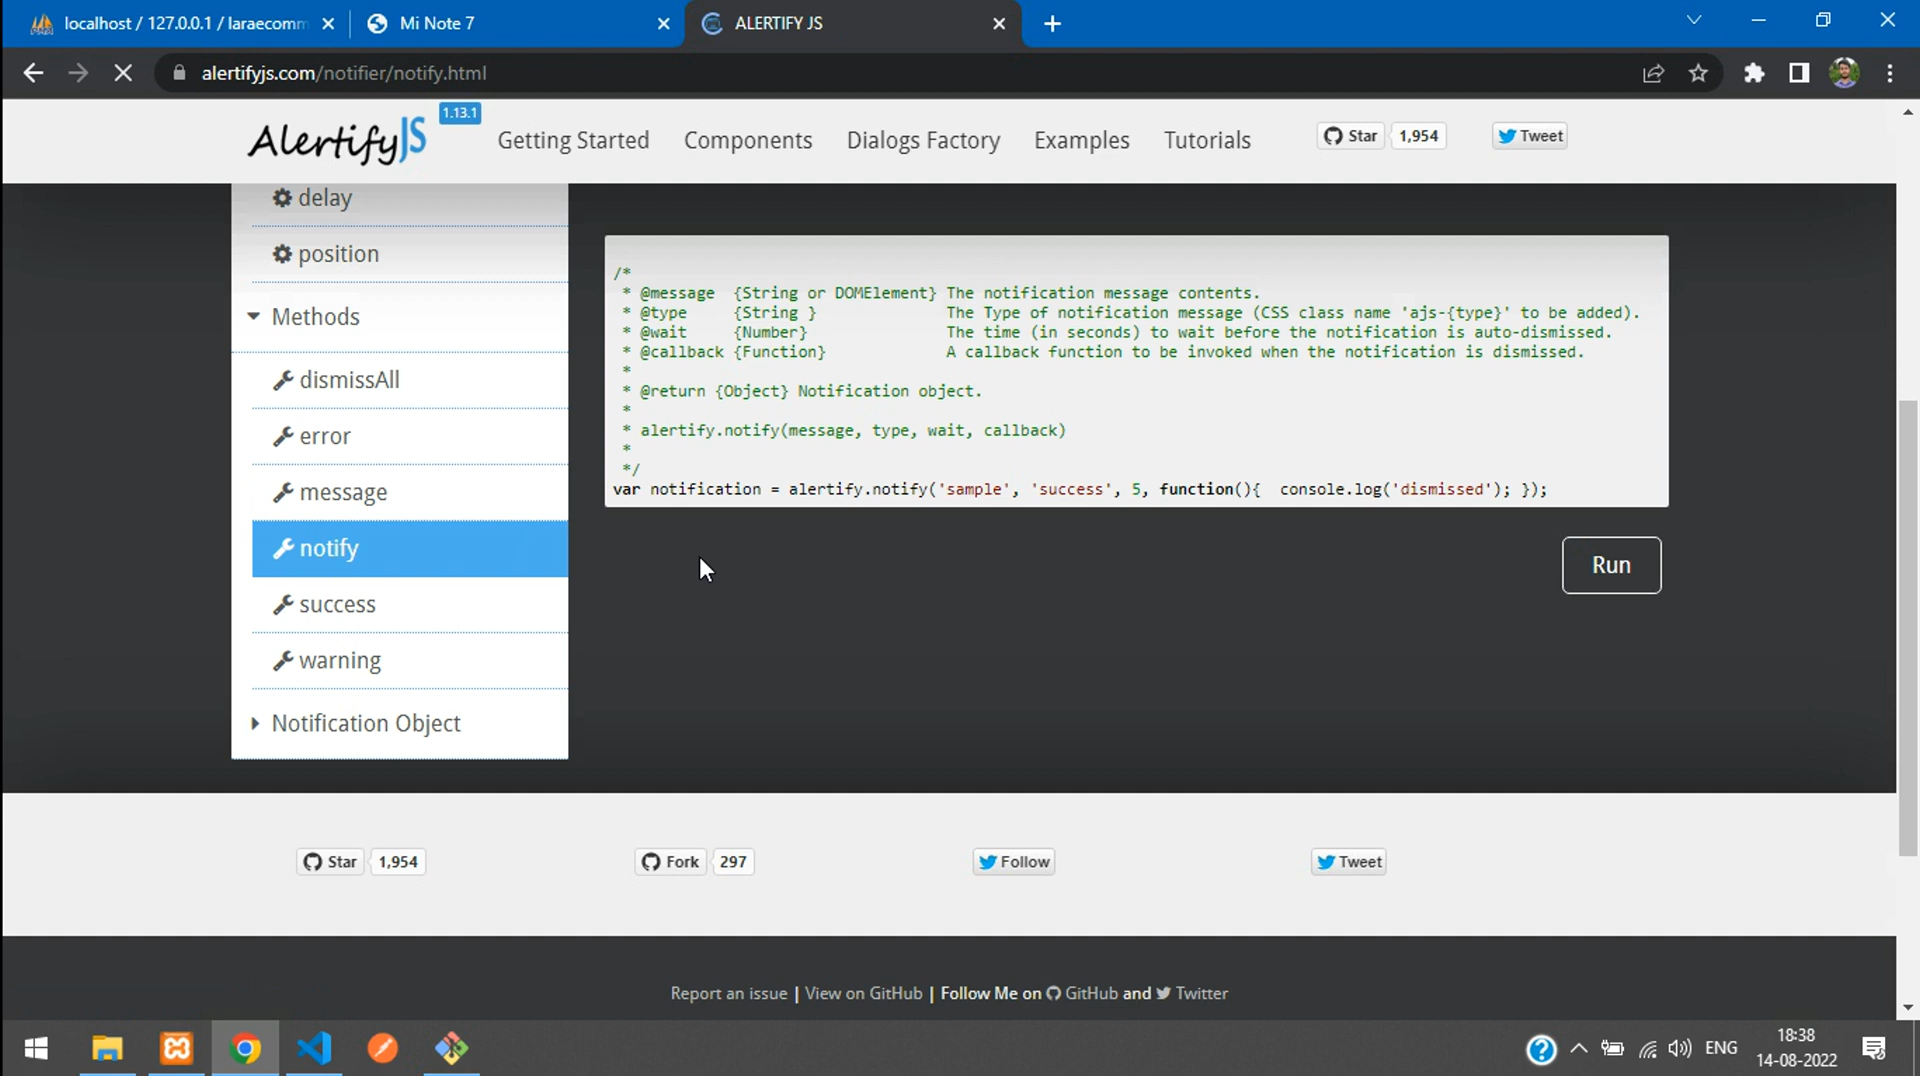 localhost / 127.0.0.1 / laraecomm
Mi Note 7
ALERTIFY JS
alertifyjs.com/notifier/notify.html
AlertifyJS
1.13.1
Getting Started
Components
Dialogs Factory
Examples
Tutorials
Star
1,954
Tweet
delay
position
Methods
dismissAll
error
message
notify
success
warning
Notification Object
/*
* @message {String or DOMElement} The notification message contents.
* @type {String } The Type of notification message (CSS class name 'ajs-{type}' to be added).
* @wait {Number} The time (in seconds) to wait before the notification is auto-dismissed.
* @callback {Function} A callback function to be invoked when the notification is dismissed.
*
* @return {Object} Notification object.
*
* alertify.notify(message, type, wait, callback)
*
*/
var notification = alertify.notify('sample', 'success', 5, function(){ console.log('dismissed'); });
Run
Star
1,954
Fork
297
Follow
Tweet
Report an issue | View on GitHub | Follow Me on GitHub and Twitter
ENG
18:38
14-08-2022